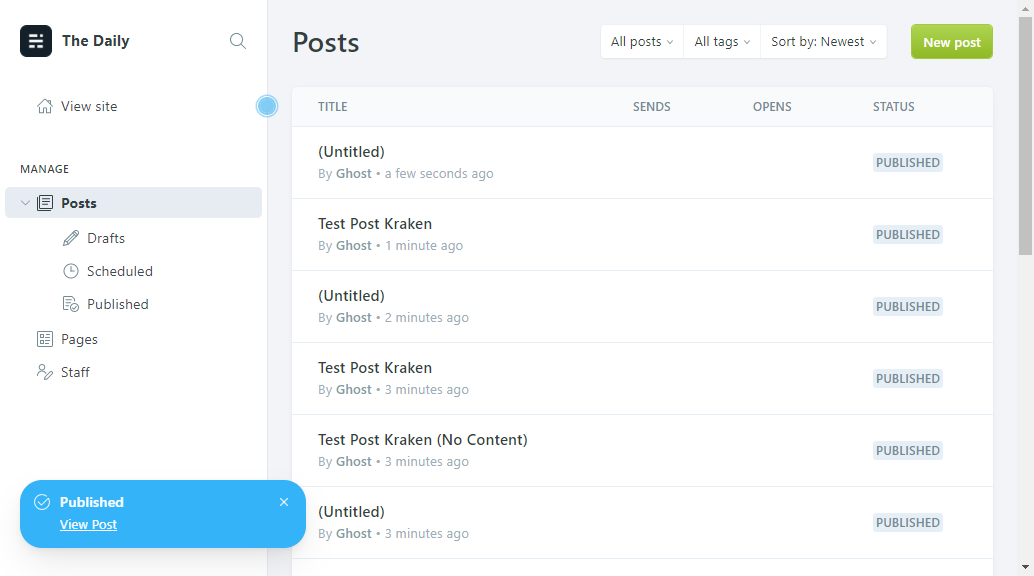 The Daily
View site
MANAGE
Posts
Drafts
Scheduled
Published
Pages
Staff
Published
View Post
Posts
All posts
All tags
Sort by: Newest
New post
TITLE SENDS OPENS STATUS
(Untitled)
By Ghost • a few seconds ago
PUBLISHED
Test Post Kraken
By Ghost • 1 minute ago
PUBLISHED
(Untitled)
By Ghost • 2 minutes ago
PUBLISHED
Test Post Kraken
By Ghost • 3 minutes ago
PUBLISHED
Test Post Kraken (No Content)
By Ghost • 3 minutes ago
PUBLISHED
(Untitled)
By Ghost • 3 minutes ago
PUBLISHED